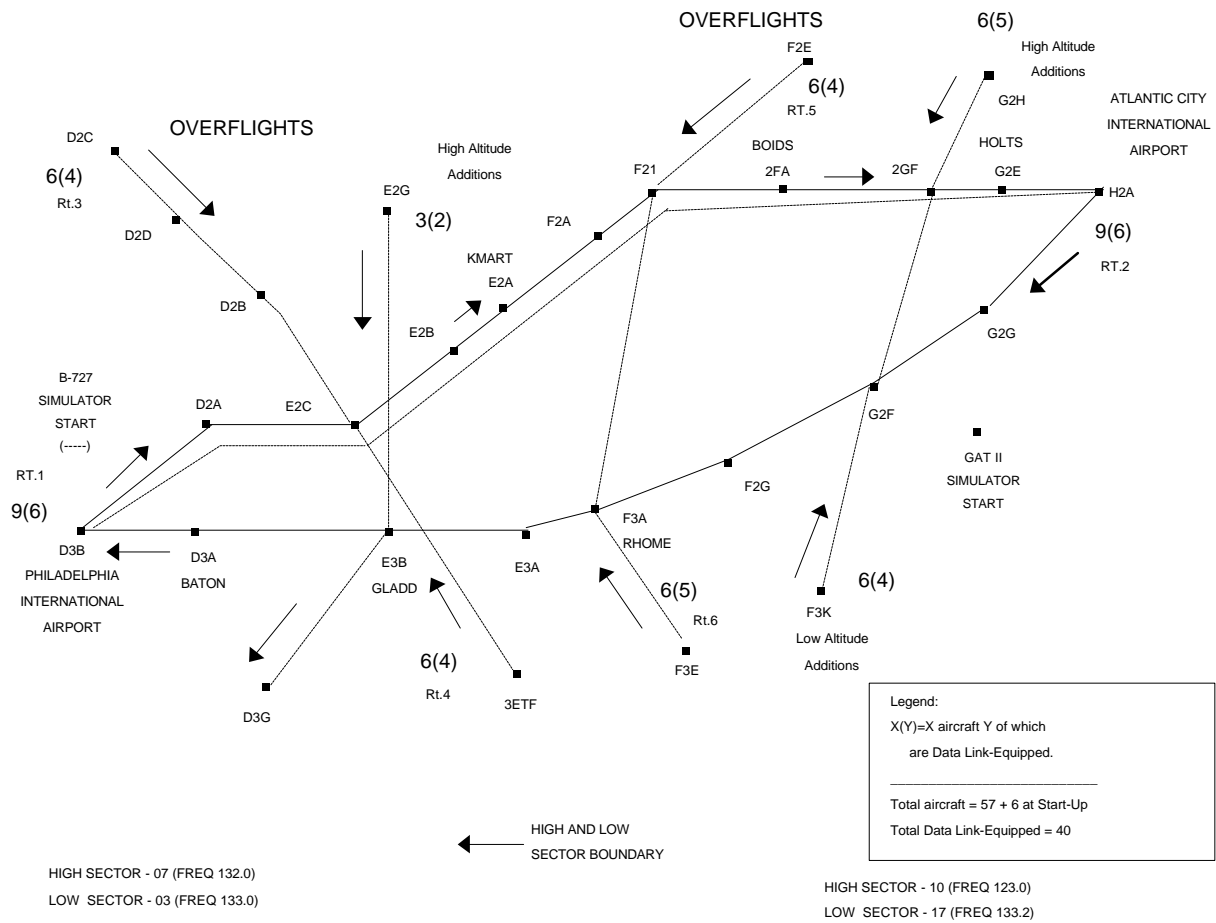 OVERFLIGHTS
6(5)
F2E
High Altitude
Additions
6(4)
RT.5
G2H
ATLANTIC CITY
INTERNATIONAL
AIRPORT
OVERFLIGHTS
D2C
6(4)
Rt.3
High Altitude
Additions
E2G
3(2)
BOIDS
2FA
F21
2GF
HOLTS
G2E
H2A
D2D
F2A
9(6)
RT.2
KMART
E2A
D2B
E2B
G2G
B-727
SIMULATOR
START
(-----)
D2A
E2C
G2F
GAT II
SIMULATOR
START
RT.1
9(6)
F2G
D3B
PHILADELPHIA
INTERNATIONAL
AIRPORT
D3A
BATON
E3B
GLADD
E3A
F3A
RHOME
6(5)
Rt.6
6(4)
F3K
Low Altitude
Additions
F3E
6(4)
Rt.4
D3G
3ETF
Legend:
X(Y)=X aircraft Y of which
are Data Link-Equipped.
Total aircraft = 57 + 6 at Start-Up
Total Data Link-Equipped = 40
HIGH AND LOW
SECTOR BOUNDARY
HIGH SECTOR - 07 (FREQ 132.0)
LOW SECTOR - 03 (FREQ 133.0)
HIGH SECTOR - 10 (FREQ 123.0)
LOW SECTOR - 17 (FREQ 133.2)